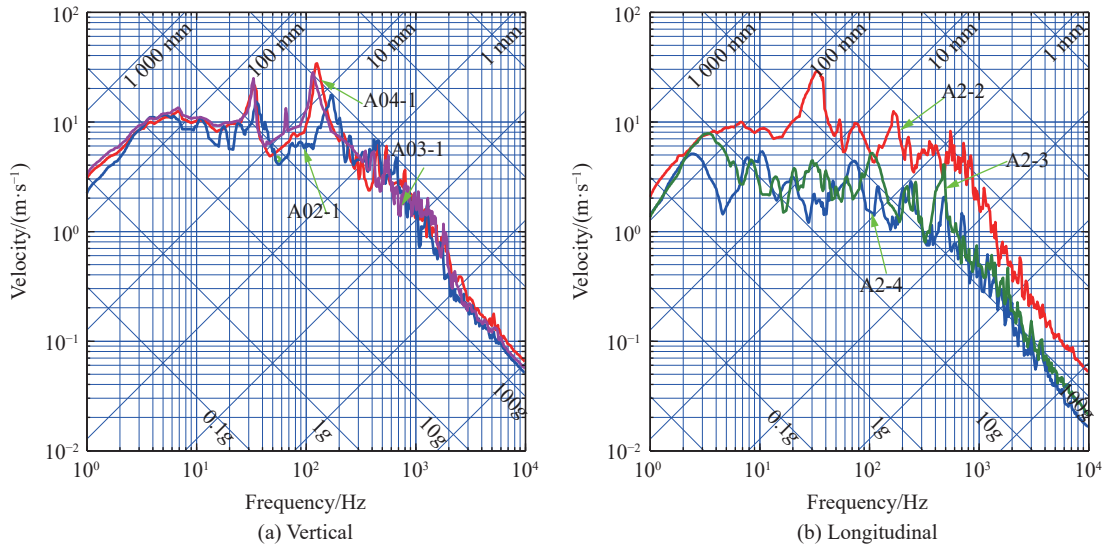 10²
10¹
10⁰
10⁻¹
10⁻²
Velocity/(m·s⁻¹)
1 000 mm
100 mm
10 mm
1 mm
A04-1
A03-1
A02-1
0.1g
1g
10g
100g
10⁰
10¹
10²
10³
10⁴
Frequency/Hz
(a) Vertical
10²
10¹
10⁰
10⁻¹
10⁻²
Velocity/(m·s⁻¹)
1 000 mm
100 mm
10 mm
1 mm
A2-2
A2-3
A2-4
0.1g
1g
10g
100g
10⁰
10¹
10²
10³
10⁴
Frequency/Hz
(b) Longitudinal